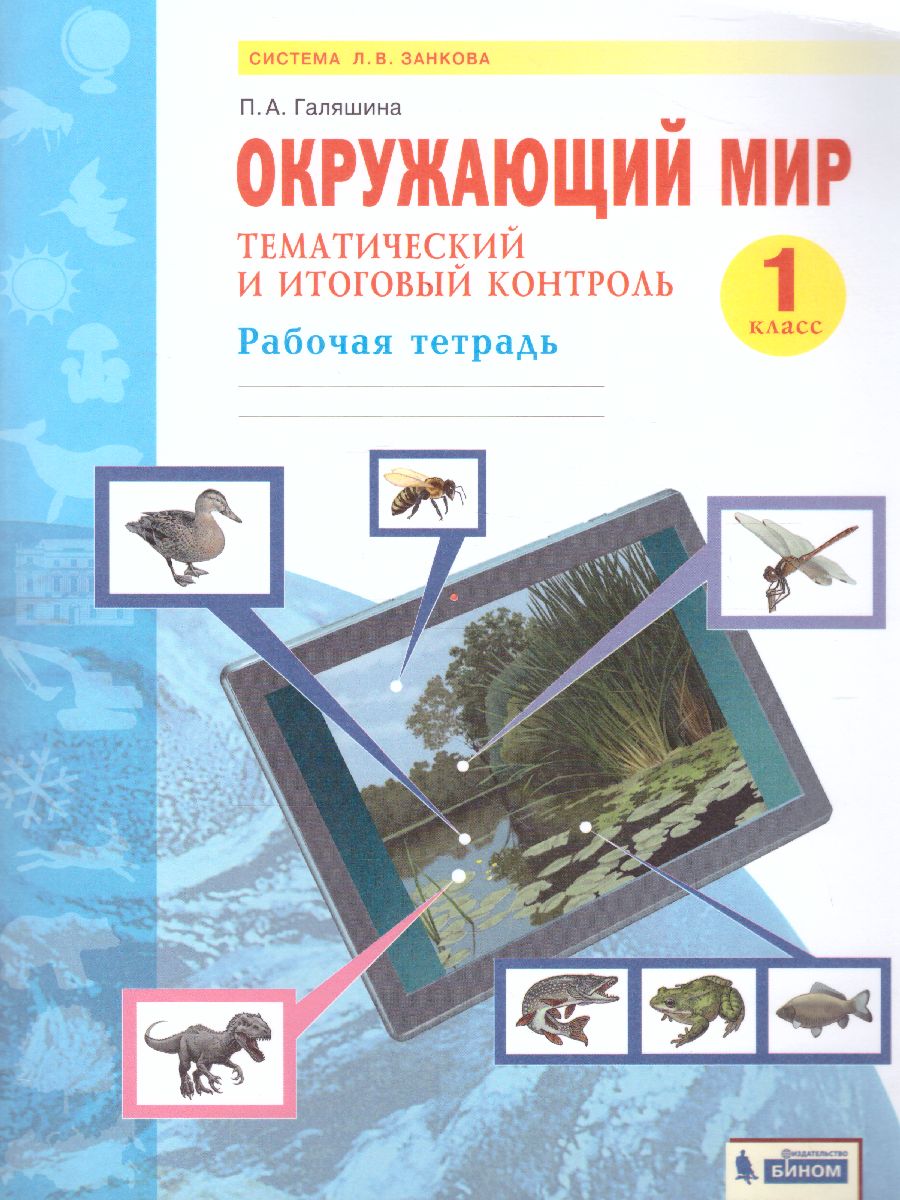 СИСТЕМА Л. В. ЗАНКОВА
П. А. Галяшина
ОКРУЖАЮЩИЙ МИР
ТЕМАТИЧЕСКИЙ
И ИТОГОВЫЙ КОНТРОЛЬ
1
класс
Рабочая тетрадь
ИЗДАТЕЛЬСТВО
БИНОМ